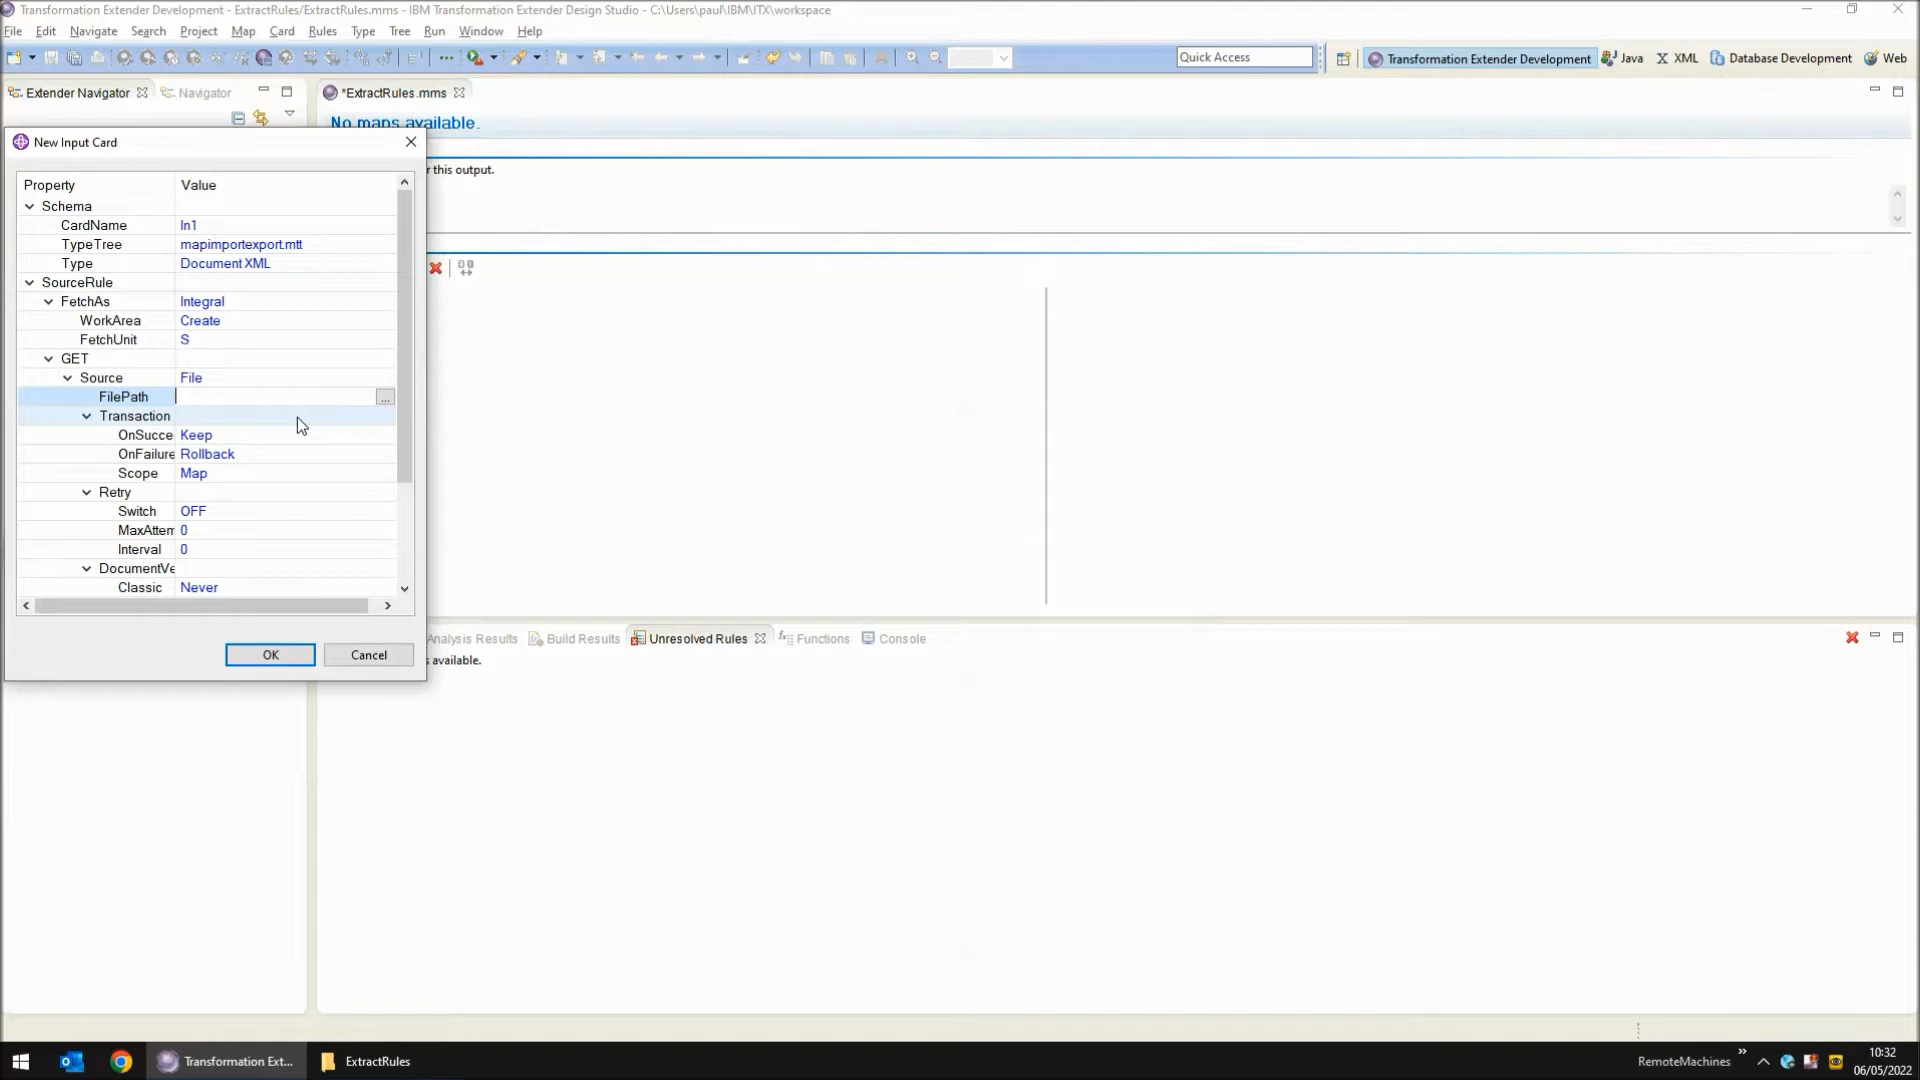 Transformation Extender Development - ExtractRules/ExtractRules.mms - IBM Transformation Extender Design Studio - C:\Users\paul\IBM\ITX\workspace
File Edit Navigate Search Project Map Card Rules Type Tree Run Window Help
Quick Access
Transformation Extender Development
Java
XML
Database Development
Web
Extender Navigator
Navigator
*ExtractRules.mms
No maps available.
New Input Card
r this output.
Property Value
Schema
CardName In1
TypeTree mapimportexport.mtt
Type Document XML
SourceRule
FetchAs Integral
WorkArea Create
FetchUnit S
GET
Source File
FilePath ...
Transaction
OnSucce Keep
OnFailure Rollback
Scope Map
Retry
Switch OFF
MaxAttem 0
Interval 0
DocumentVe
Classic Never
OK Cancel
Analysis Results Build Results Unresolved Rules Functions Console
s available.
Transformation Ext...
ExtractRules
RemoteMachines
10:32
06/05/2022